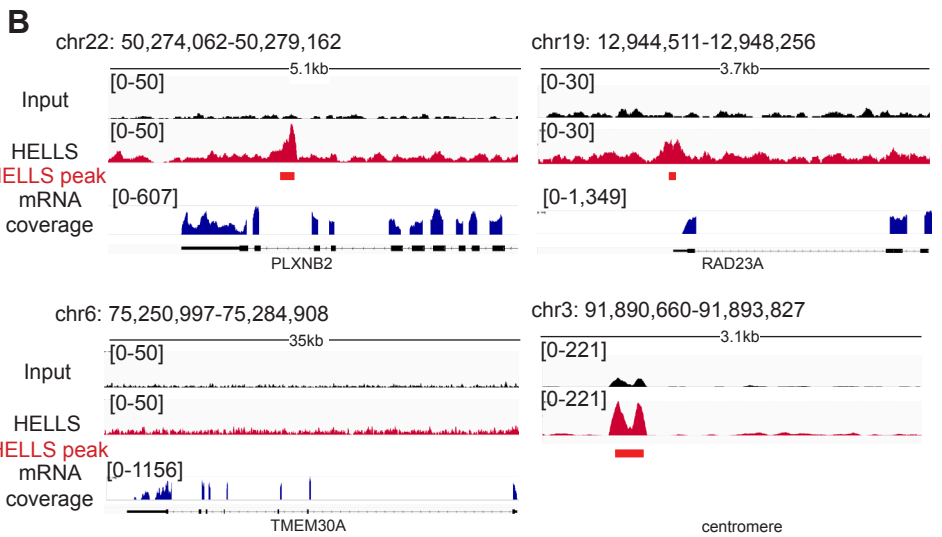 B
chr22: 50,274,062-50,279,162
5.1kb
Input
[0-50]
HELLS
[0-50]
HELLS peak
mRNA
coverage
[0-607]
PLXNB2
chr19: 12,944,511-12,948,256
3.7kb
[0-30]
[0-30]
[0-1,349]
RAD23A
chr6: 75,250,997-75,284,908
35kb
Input
[0-50]
HELLS
[0-50]
HELLS peak
mRNA
coverage
[0-1156]
TMEM30A
chr3: 91,890,660-91,893,827
3.1kb
[0-221]
[0-221]
centromere